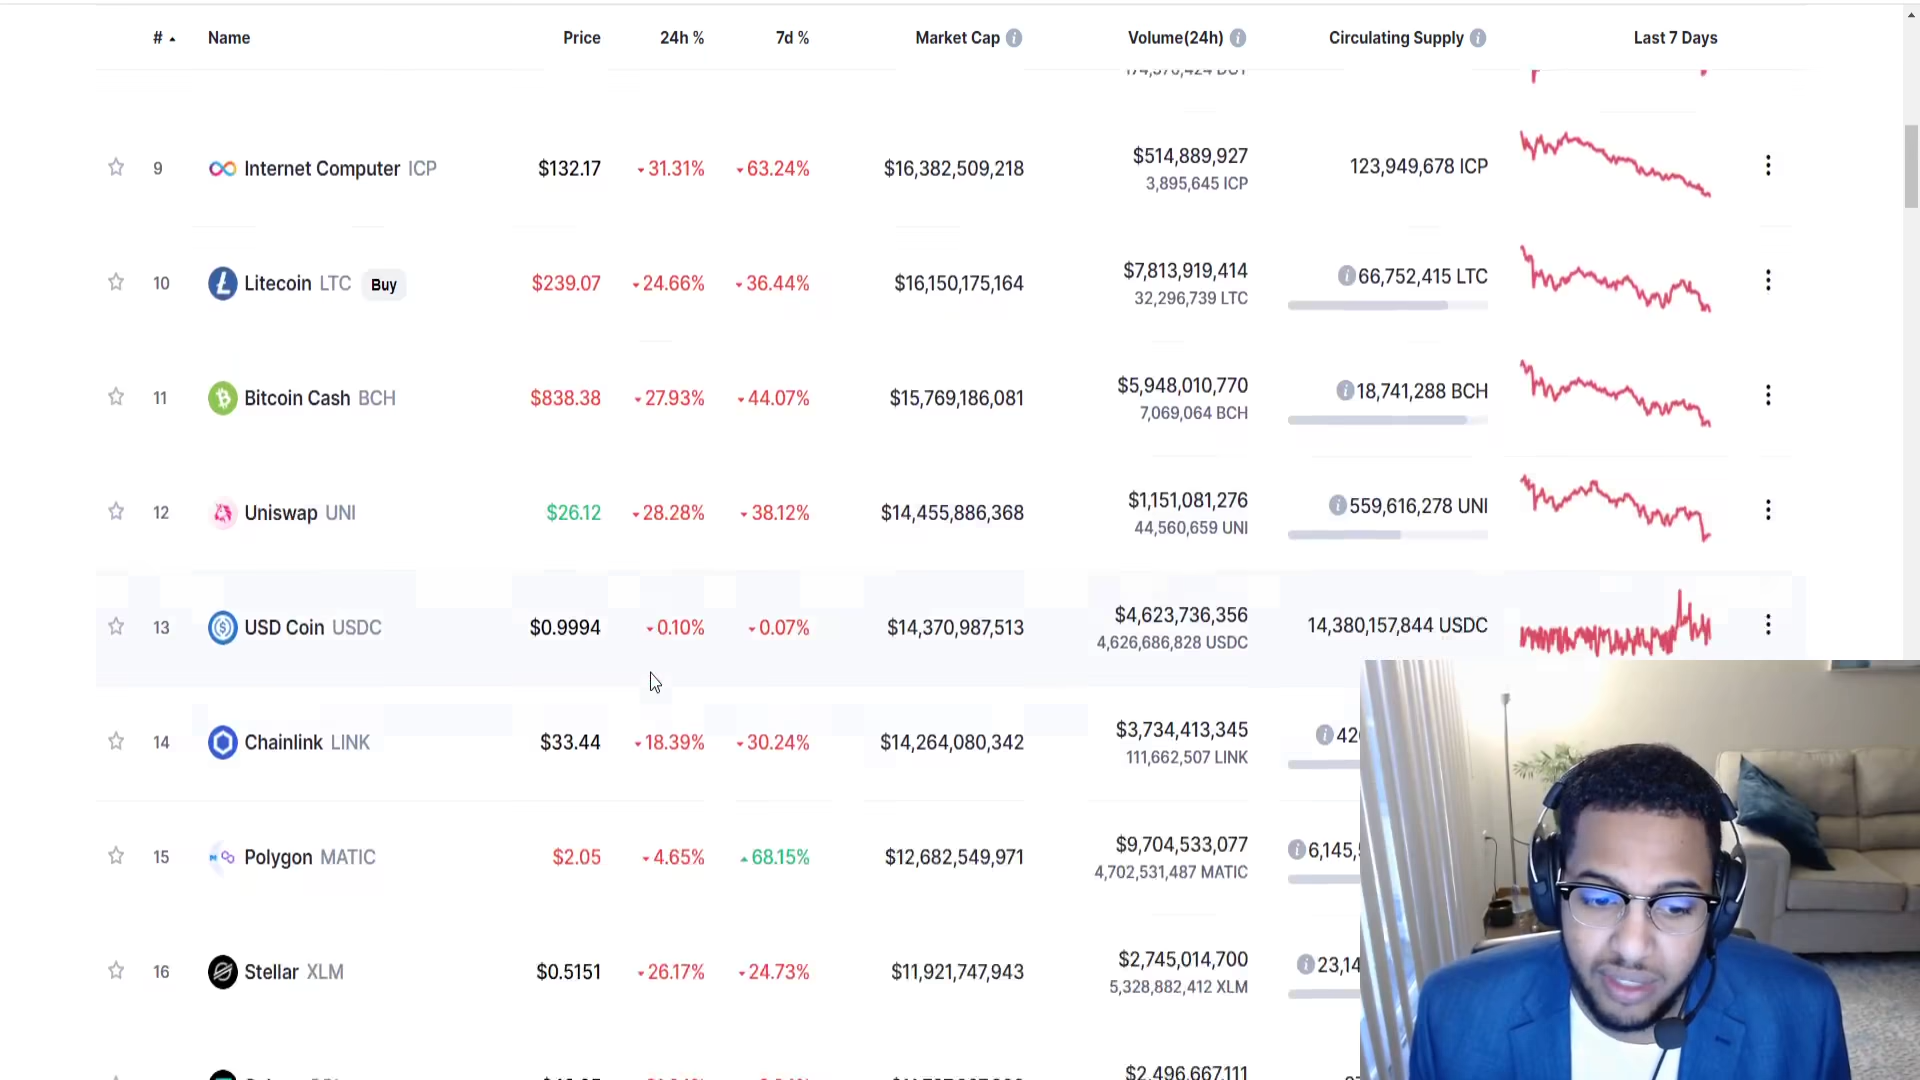 # Name Price 24h % 7d % Market Cap Volume(24h) Circulating Supply Last 7 Days
9 Internet Computer ICP $132.17 31.31% 63.24% $16,382,509,218 $514,889,927 123,949,678 ICP
3,895,645 ICP
10 Litecoin LTC Buy $239.07 24.66% 36.44% $16,150,175,164 $7,813,919,414 66,752,415 LTC
32,296,739 LTC
11 Bitcoin Cash BCH $838.38 27.93% 44.07% $15,769,186,081 $5,948,010,770 18,741,288 BCH
7,069,064 BCH
12 Uniswap UNI $26.12 28.28% 38.12% $14,455,886,368 $1,151,081,276 559,616,278 UNI
44,560,659 UNI
13 USD Coin USDC $0.9994 0.10% 0.07% $14,370,987,513 $4,623,736,356 14,380,157,844 USDC
4,626,686,828 USDC
14 Chainlink LINK $33.44 18.39% 30.24% $14,264,080,342 $3,734,413,345
111,662,507 LINK
15 Polygon MATIC $2.05 4.65% 68.15% $12,682,549,971 $9,704,533,077 6,145,
4,702,531,487 MATIC
16 Stellar XLM $0.5151 26.17% 24.73% $11,921,747,943 $2,745,014,700 23,14
5,328,882,412 XLM
$2,496,667,111